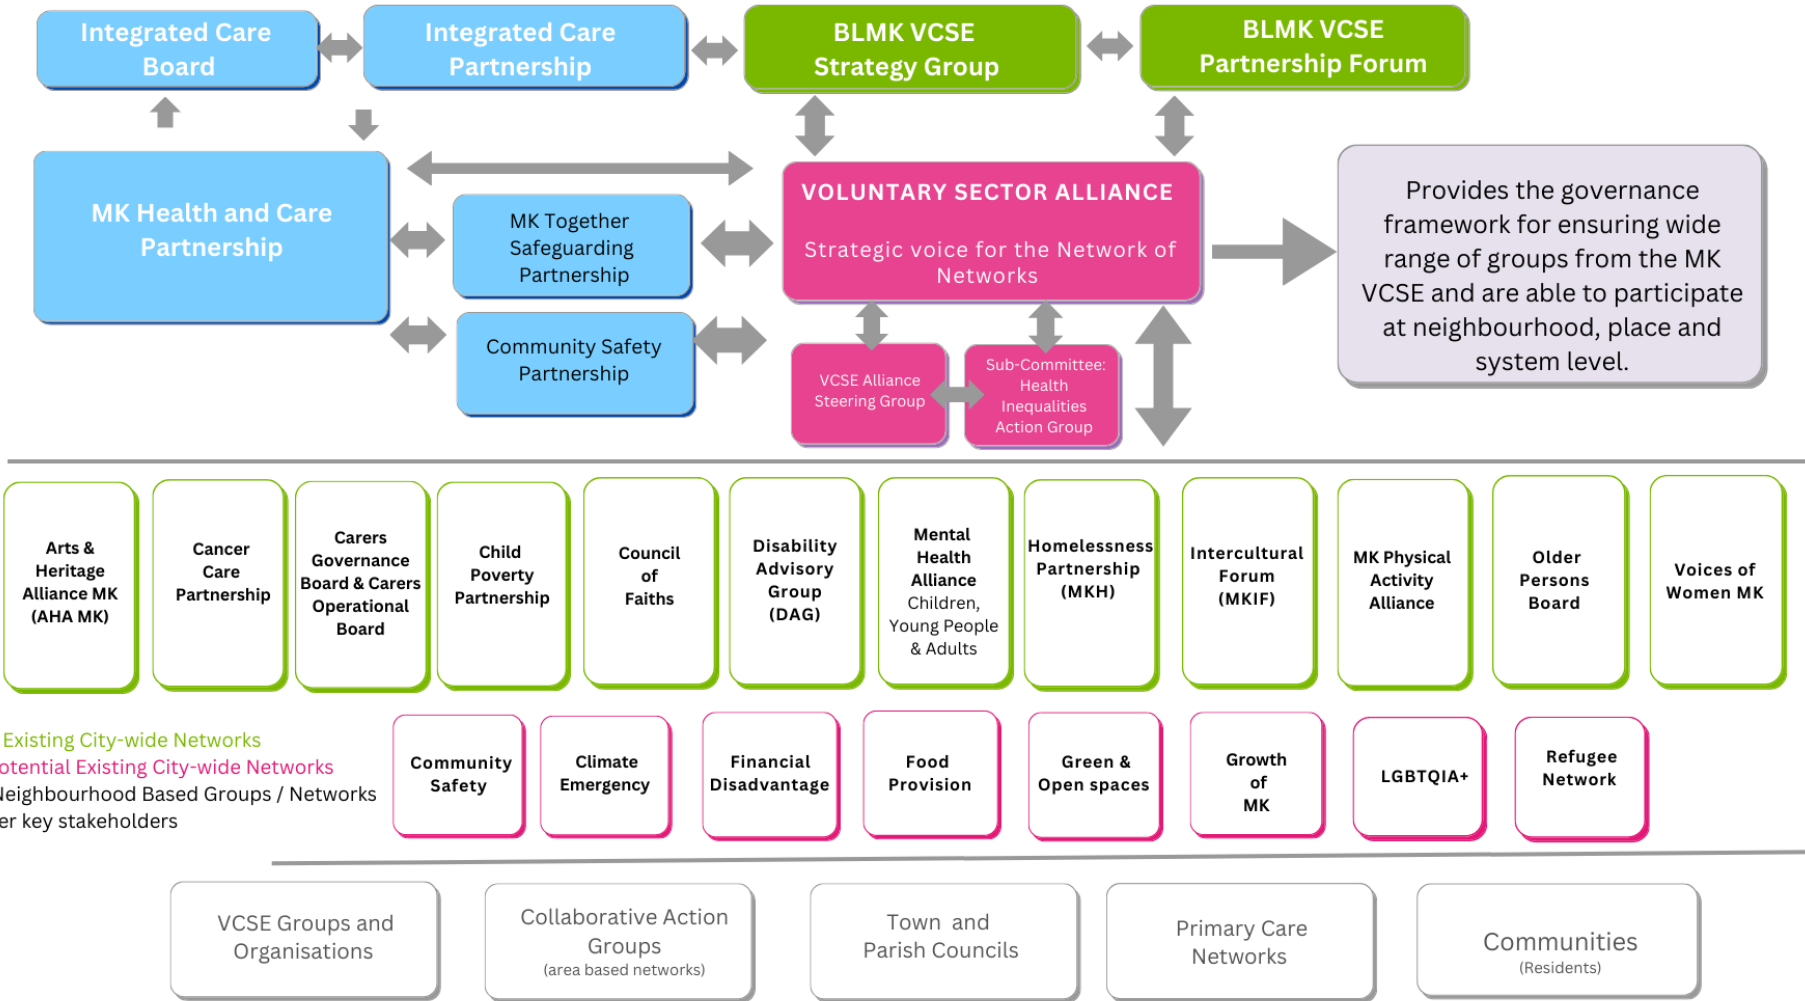 Integrated Care
Board
Integrated Care
Partnership
BLMK VCSE
Strategy Group
BLMK VCSE
Partnership Forum
MK Health and Care
Partnership
MK Together
Safeguarding
Partnership
Community Safety
Partnership
VOLUNTARY SECTOR ALLIANCE
Strategic voice for the Network of
Networks
VCSE Alliance
Steering Group
Sub-Committee:
Health
Inequalities
Action Group
Provides the governance
framework for ensuring wide
range of groups from the MK
VCSE and are able to participate
at neighbourhood, place and
system level.
Arts &
Heritage
Alliance MK
(AHA MK)
Cancer
Care
Partnership
Carers
Governance
Board & Carers
Operational
Board
Child
Poverty
Partnership
Council
of
Faiths
Disability
Advisory
Group
(DAG)
Mental
Health
Alliance
Children,
Young People
& Adults
Homelessness
Partnership
(MKH)
Intercultural
Forum
(MKIF)
MK Physical
Activity
Alliance
Older
Persons
Board
Voices of
Women MK
Existing City-wide Networks
otential Existing City-wide Networks
Neighbourhood Based Groups / Networks
er key stakeholders
Community
Safety
Climate
Emergency
Financial
Disadvantage
Food
Provision
Green &
Open spaces
Growth
of
MK
LGBTQIA+
Refugee
Network
VCSE Groups and
Organisations
Collaborative Action
Groups
(area based networks)
Town and
Parish Councils
Primary Care
Networks
Communities
(Residents)